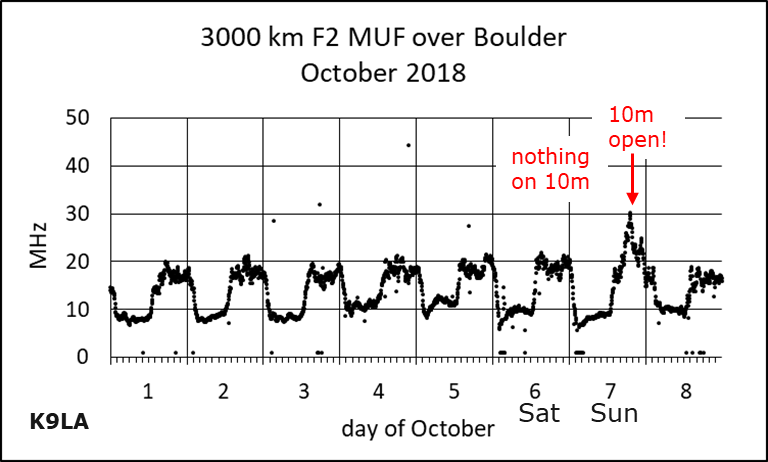 3000 km F2 MUF over Boulder
October 2018
50
40
30
20
10
0
MHz
nothing
on 10m
10m
open!
1 2 3 4 5 6 7 8
Sat Sun
day of October
K9LA